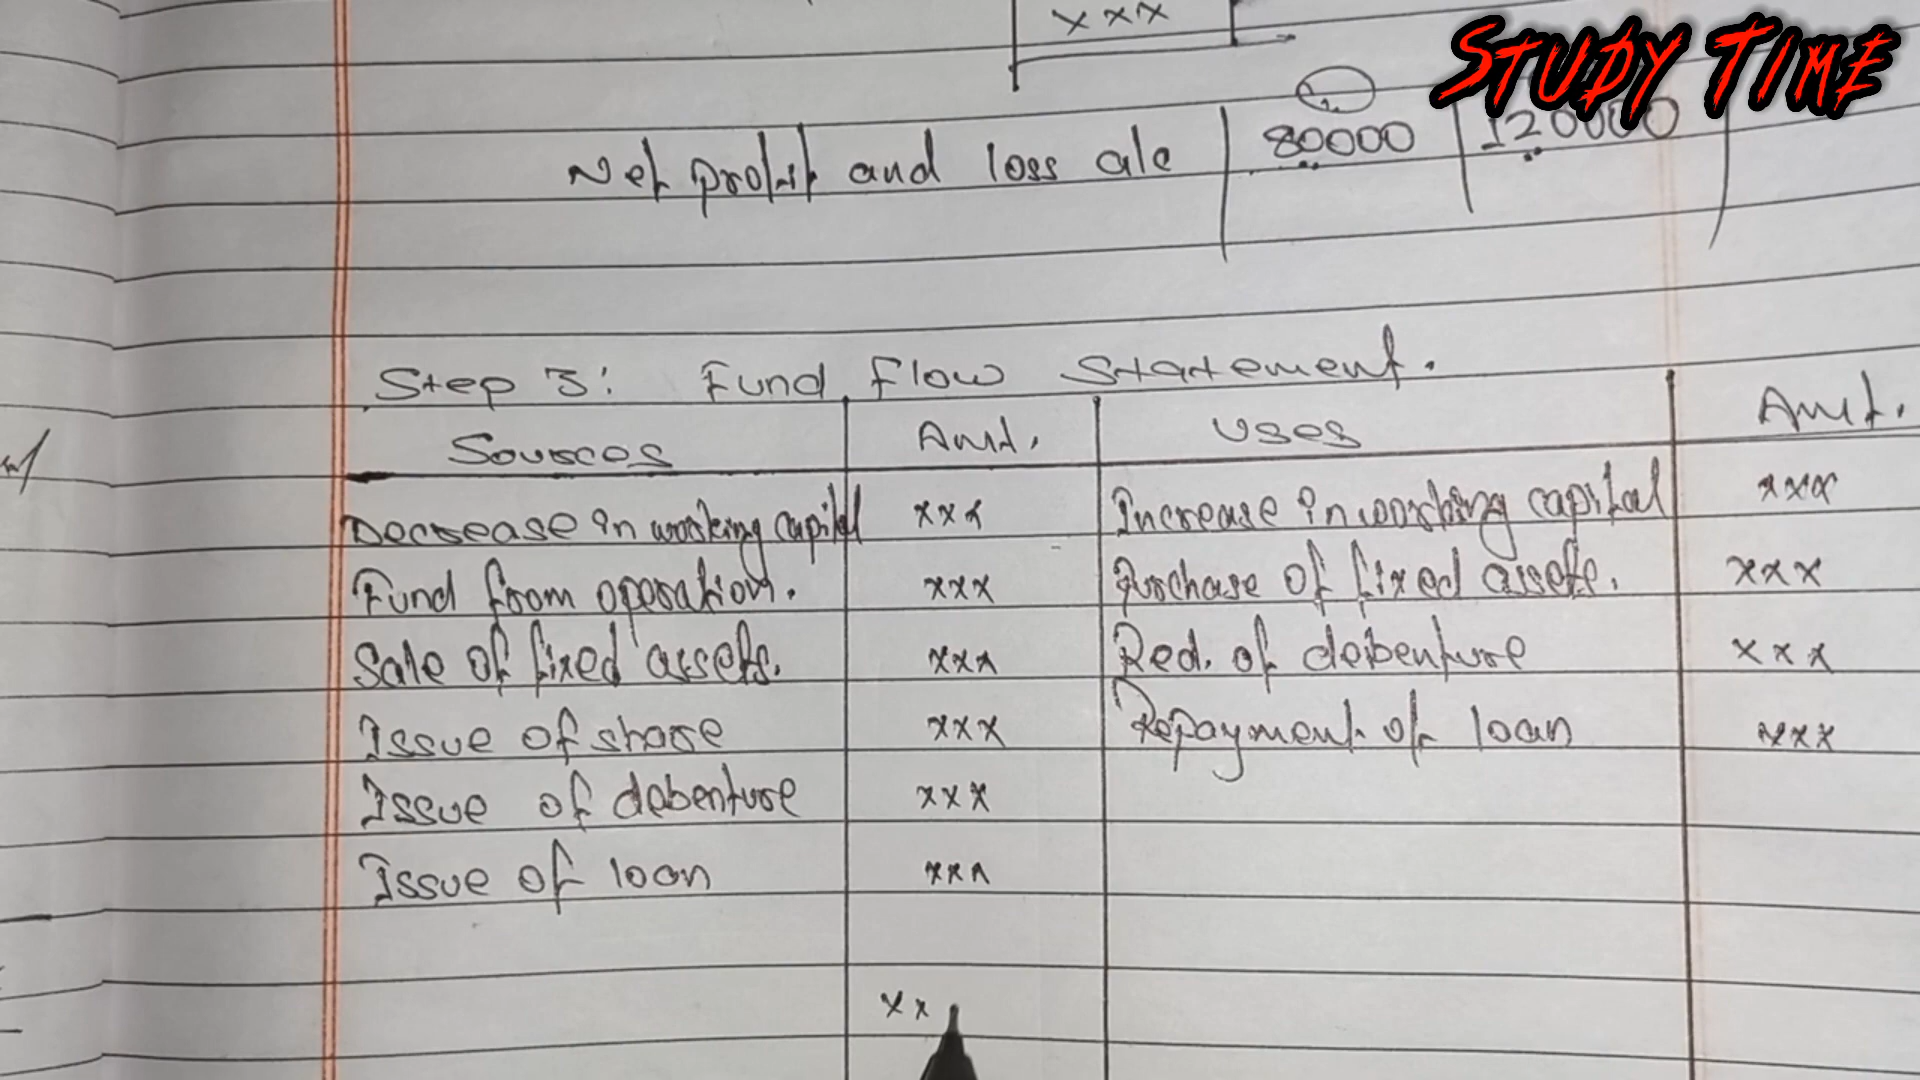 xxx
STUDY TIME
Net profit and loss a/c 80000 120000
Step 3: Fund Flow Statement.
Sources Amt. Uses Amt.
Decrease in working capital xxx Increase in working capital xxx
Fund from operation. xxx Purchase of fixed assets. xxx
Sale of fixed assets. xxx Red. of debenture xxx
Issue of share xxx Repayment of loan xxx
Issue of debenture xxx
Issue of loan xxx
xx